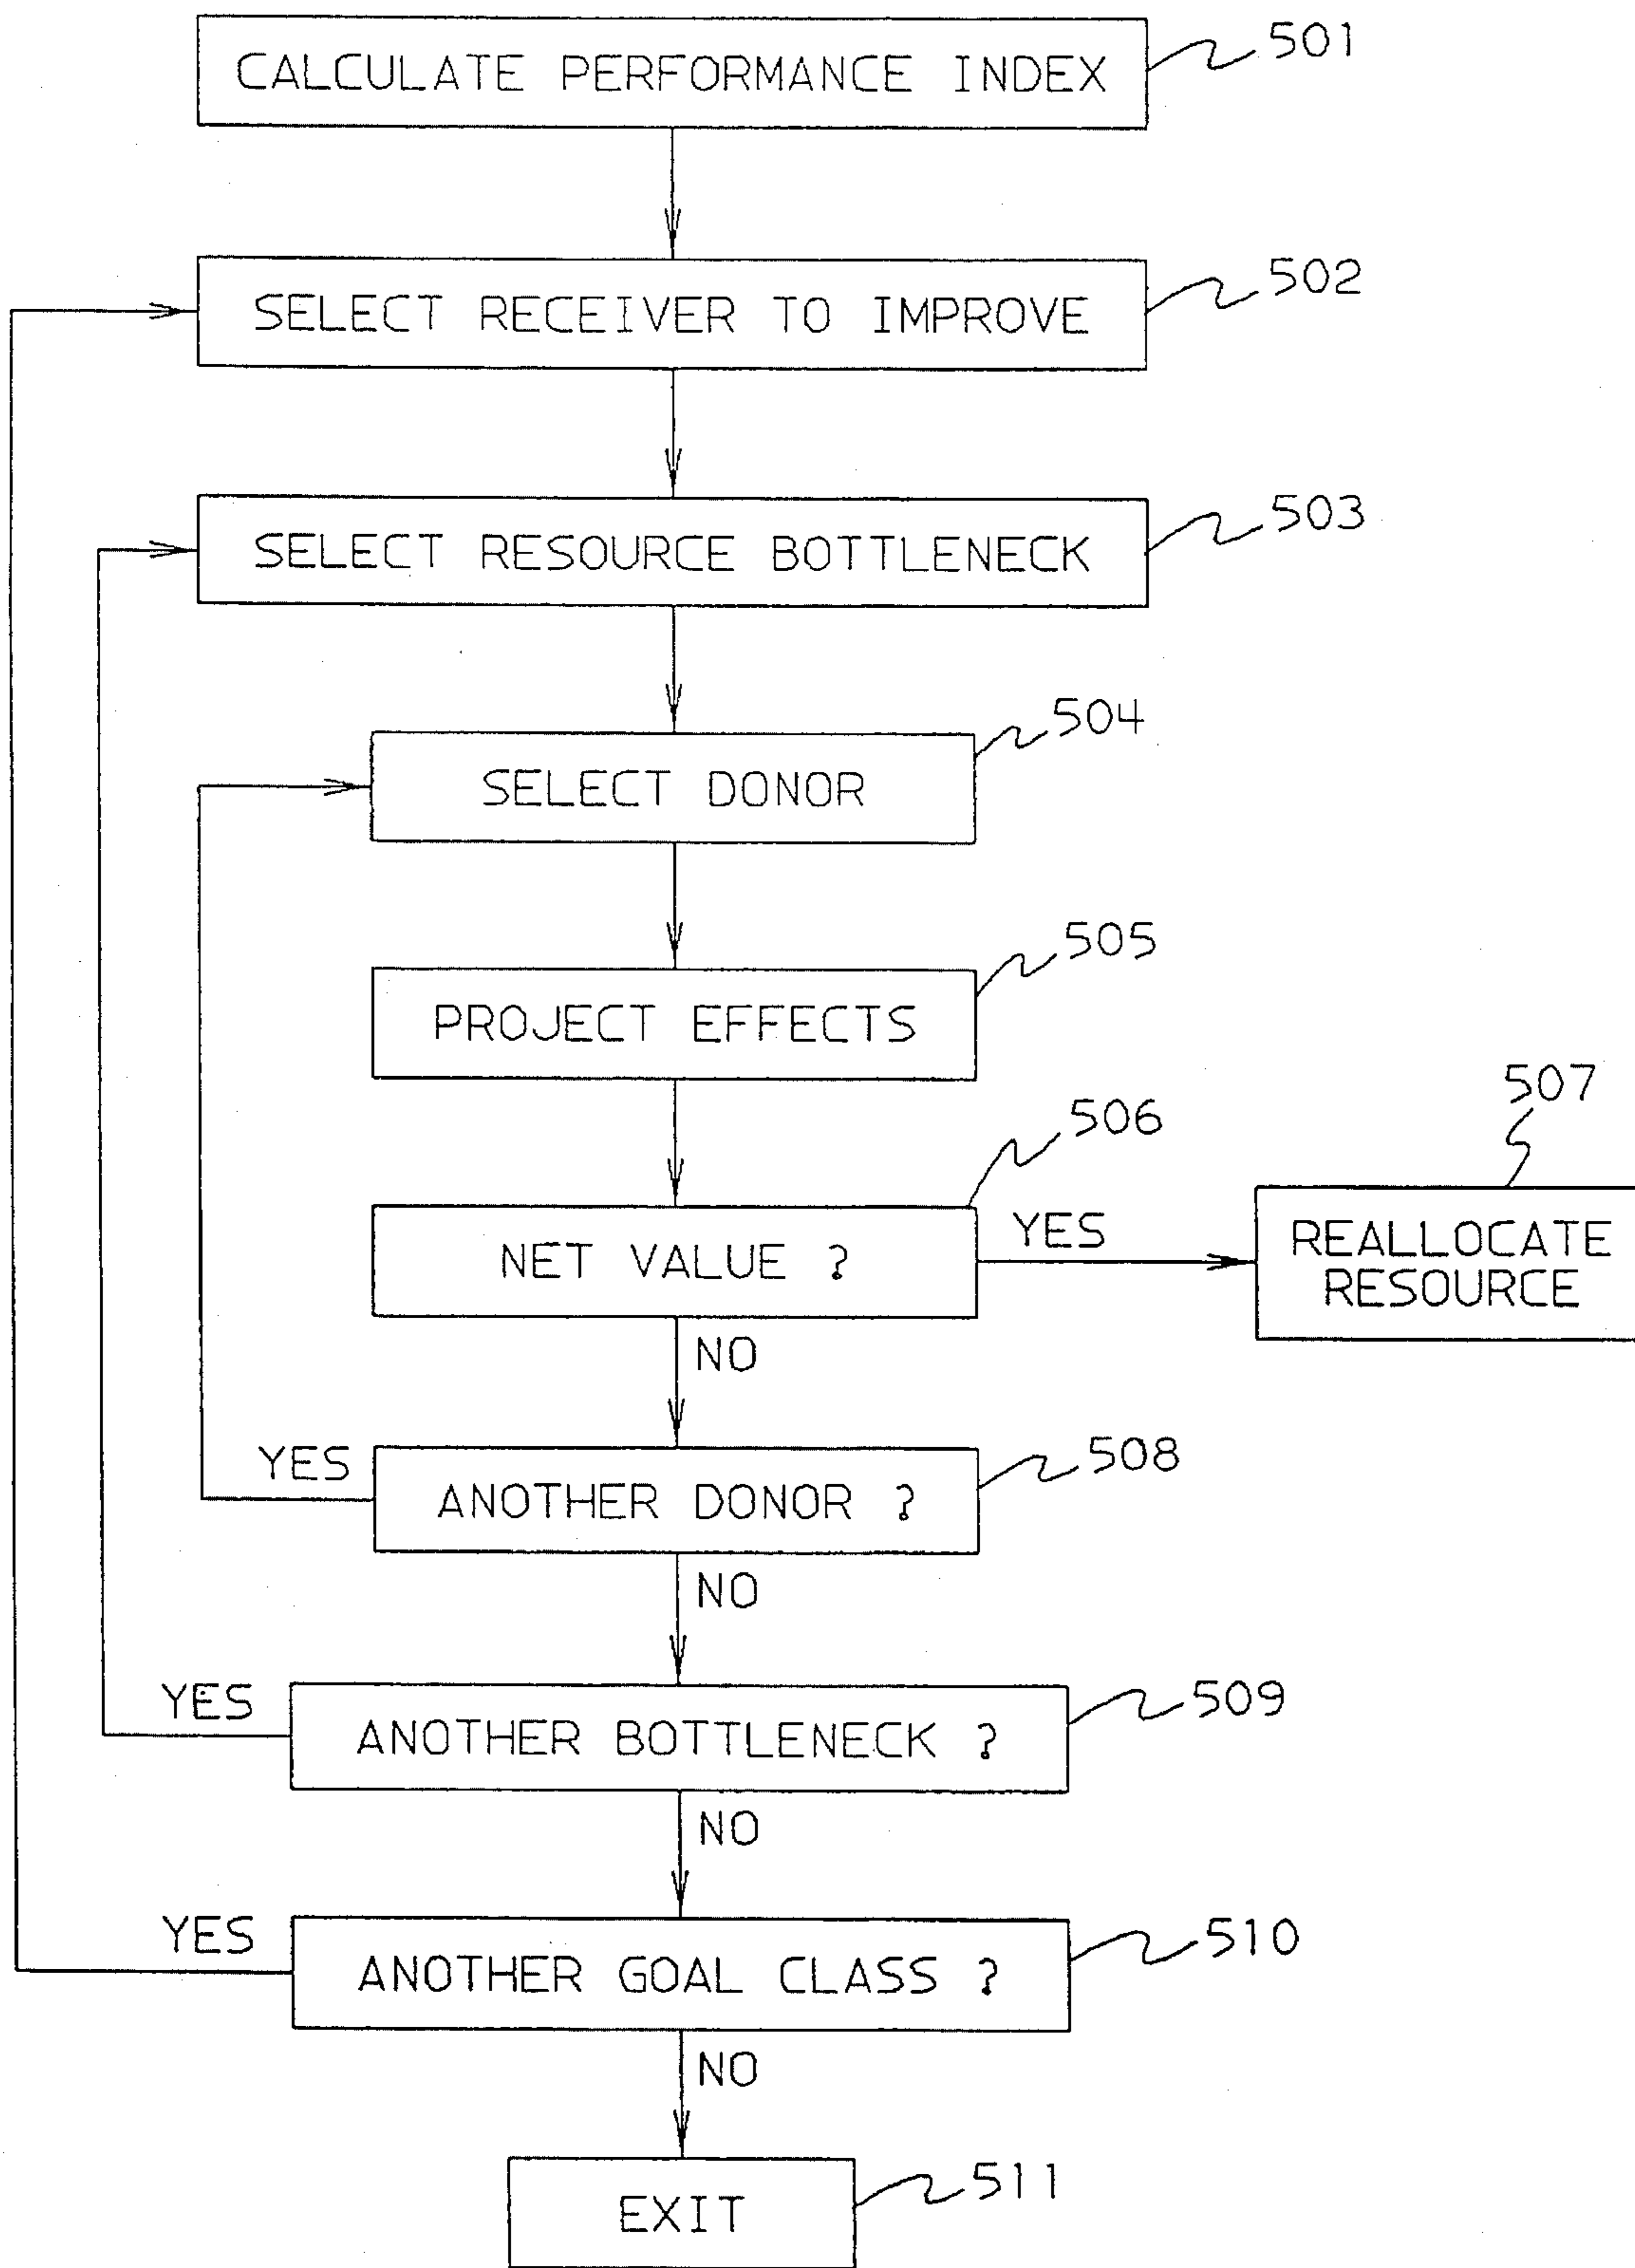 CALCULATE PERFORMANCE INDEX
501
SELECT RECEIVER TO IMPROVE
502
SELECT RESOURCE BOTTLENECK
503
SELECT DONOR
504
PROJECT EFFECTS
505
NET VALUE ?
506
YES
REALLOCATE
RESOURCE
507
NO
ANOTHER DONOR ?
508
YES
NO
ANOTHER BOTTLENECK ?
509
YES
NO
ANOTHER GOAL CLASS ?
510
YES
NO
EXIT
511